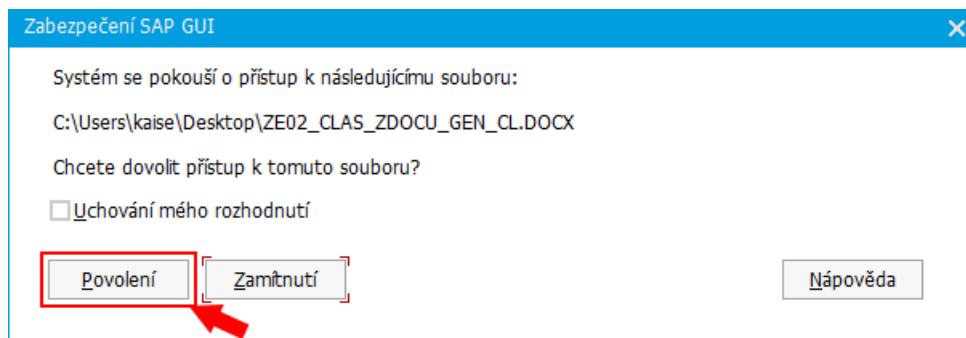 Zabezpečení SAP GUI
Systém se pokouší o přístup k následujícímu souboru:
C:\Users\kaise\Desktop\ZE02_CLAS_ZDOCU_GEN_CL.DOCX
Chcete dovolit přístup k tomuto souboru?
Uchování mého rozhodnutí
Povolení Zamítnutí Nápověda